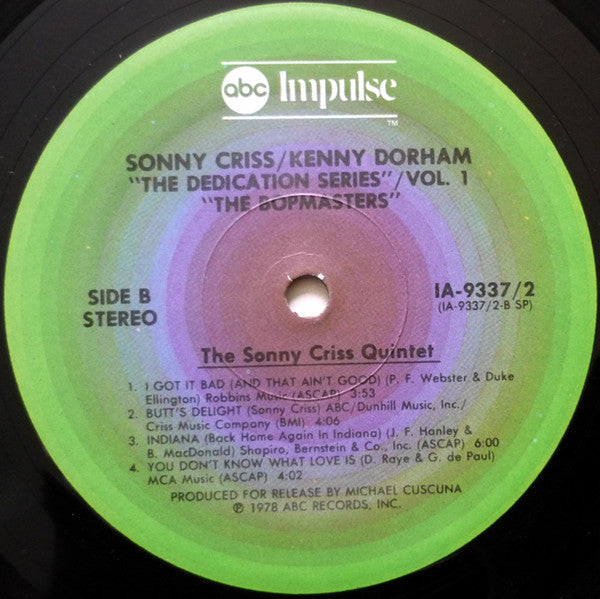 abc Impulse
™
SONNY CRISS/KENNY DORHAM
"THE DEDICATION SERIES"/VOL. 1
"THE BOPMASTERS"
SIDE B
STEREO
IA-9337/2
(IA-9337/2-B SP)
The Sonny Criss Quintet
1. I GOT IT BAD (AND THAT AIN'T GOOD) (P. F. Webster & Duke
Ellington) Robbins Music (ASCAP) 3:53
2. BUTT'S DELIGHT (Sonny Criss) ABC/Dunhill Music, Inc./
Criss Music Company (BMI) 4:06
3. INDIANA (Back Home Again In Indiana) (J. F. Hanley &
B. MacDonald) Shapiro, Bernstein & Co., Inc. (ASCAP) 6:00
4. YOU DON'T KNOW WHAT LOVE IS (D. Raye & G. de Paul)
MCA Music (ASCAP) 4:02
PRODUCED FOR RELEASE BY MICHAEL CUSCUNA
℗ 1978 ABC RECORDS, INC.